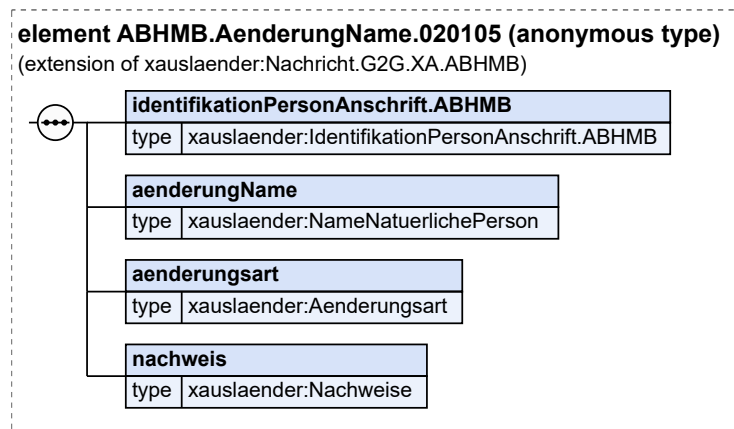 element ABHMB.AenderungName.020105 (anonymous type)
(extension of xauslaender:Nachricht.G2G.XA.ABHMB)
identifikationPersonAnschrift.ABHMB
type xauslaender:IdentifikationPersonAnschrift.ABHMB
aenderungName
type xauslaender:NameNatuerlichePerson
aenderungsart
type xauslaender:Aenderungsart
nachweis
type xauslaender:Nachweise